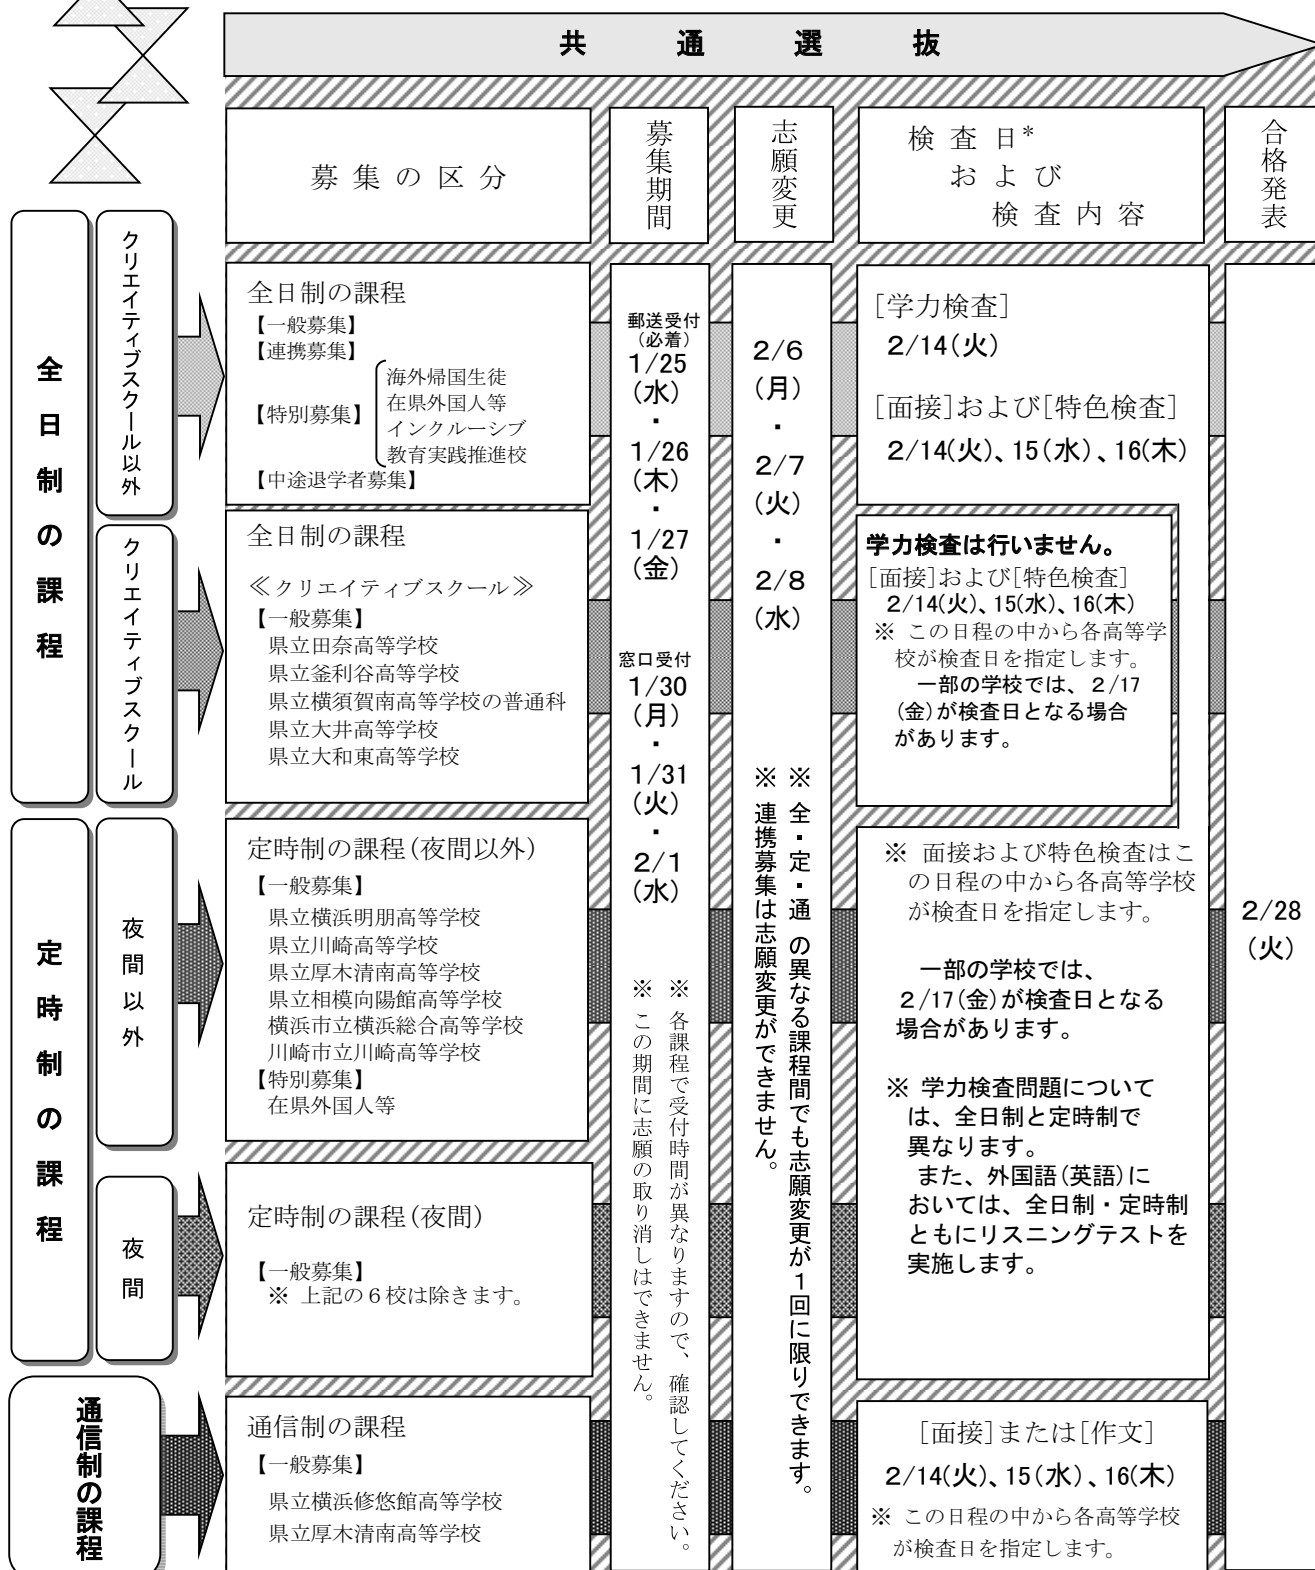 共通選抜
募集の区分
募集期間
志願変更
検査日*
および
検査内容
合格発表
全日制の課程
クリエイティブスクール以外
全日制の課程
【一般募集】
【連携募集】
【特別募集】
海外帰国生徒
在県外国人等
インクルーシブ
教育実践推進校
【中途退学者募集】
クリエイティブスクール
全日制の課程
≪クリエイティブスクール≫
【一般募集】
県立田奈高等学校
県立釜利谷高等学校
県立横須賀南高等学校の普通科
県立大井高等学校
県立大和東高等学校
定時制の課程
夜間以外
定時制の課程(夜間以外)
【一般募集】
県立横浜明朋高等学校
県立川崎高等学校
県立厚木清南高等学校
県立相模向陽館高等学校
横浜市立横浜総合高等学校
川崎市立川崎高等学校
【特別募集】
在県外国人等
夜間
定時制の課程(夜間)
【一般募集】
※ 上記の6校は除きます。
通信制の課程
通信制の課程
【一般募集】
県立横浜修悠館高等学校
県立厚木清南高等学校
郵送受付
(必着)
1/25
(水)
・
1/26
(木)
・
1/27
(金)
窓口受付
1/30
(月)
・
1/31
(火)
・
2/1
(水)
※ 各課程で受付時間が異なりますので、確認してください。
※ この期間に志願の取り消しはできません。
2/6
(月)
・
2/7
(火)
・
2/8
(水)
※ 全・定・通の異なる課程間でも志願変更が1回に限りできます。
※ 連携募集は志願変更ができません。
[学力検査]
2/14(火)
[面接]および[特色検査]
2/14(火)、15(水)、16(木)
学力検査は行いません。
[面接]および[特色検査]
2/14(火)、15(水)、16(木)
※ この日程の中から各高等学
校が検査日を指定します。
一部の学校では、2/17
(金)が検査日となる場合
があります。
※ 面接および特色検査はこ
の日程の中から各高等学校
が検査日を指定します。
一部の学校では、
2/17(金)が検査日となる
場合があります。
※ 学力検査問題について
は、全日制と定時制で
異なります。
また、外国語(英語)に
おいては、全日制・定時制
ともにリスニングテストを
実施します。
[面接]または[作文]
2/14(火)、15(水)、16(木)
※ この日程の中から各高等学校
が検査日を指定します。
2/28
(火)